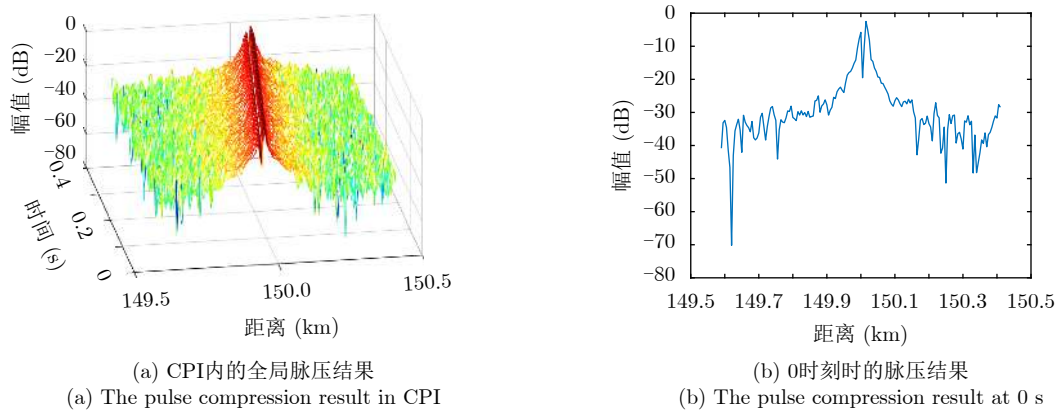 0
−20
−40
−60
−80
幅值 (dB)
0.4
0.2
0
时间 (s)
149.5
150.0
150.5
距离 (km)
(a) CPI内的全局脉压结果
(a) The pulse compression result in CPI
0
−10
−20
−30
−40
−50
−60
−70
−80
幅值 (dB)
149.5 149.7 149.9 150.1 150.3 150.5
距离 (km)
(b) 0时刻时的脉压结果
(b) The pulse compression result at 0 s